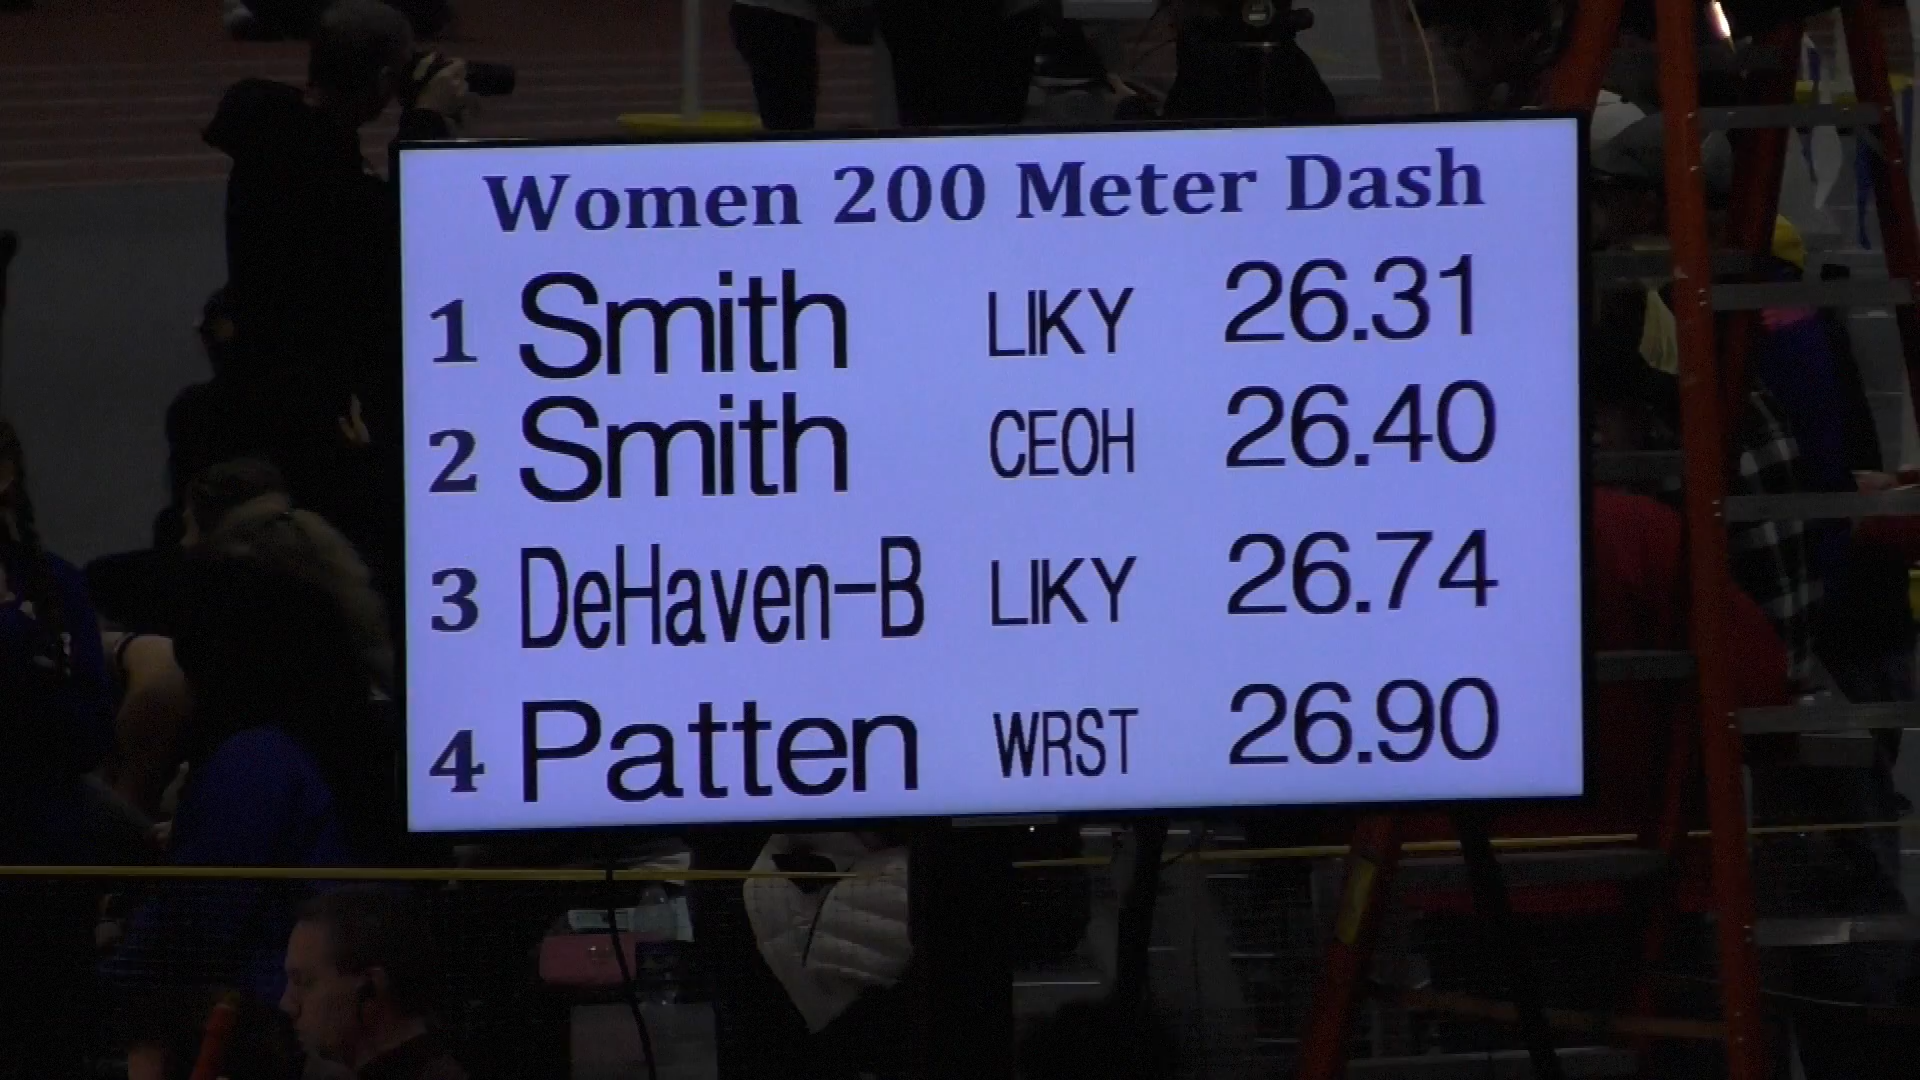 Women 200 Meter Dash
1 Smith LIKY 26.31
2 Smith CEOH 26.40
3 DeHaven-B LIKY 26.74
4 Patten WRST 26.90